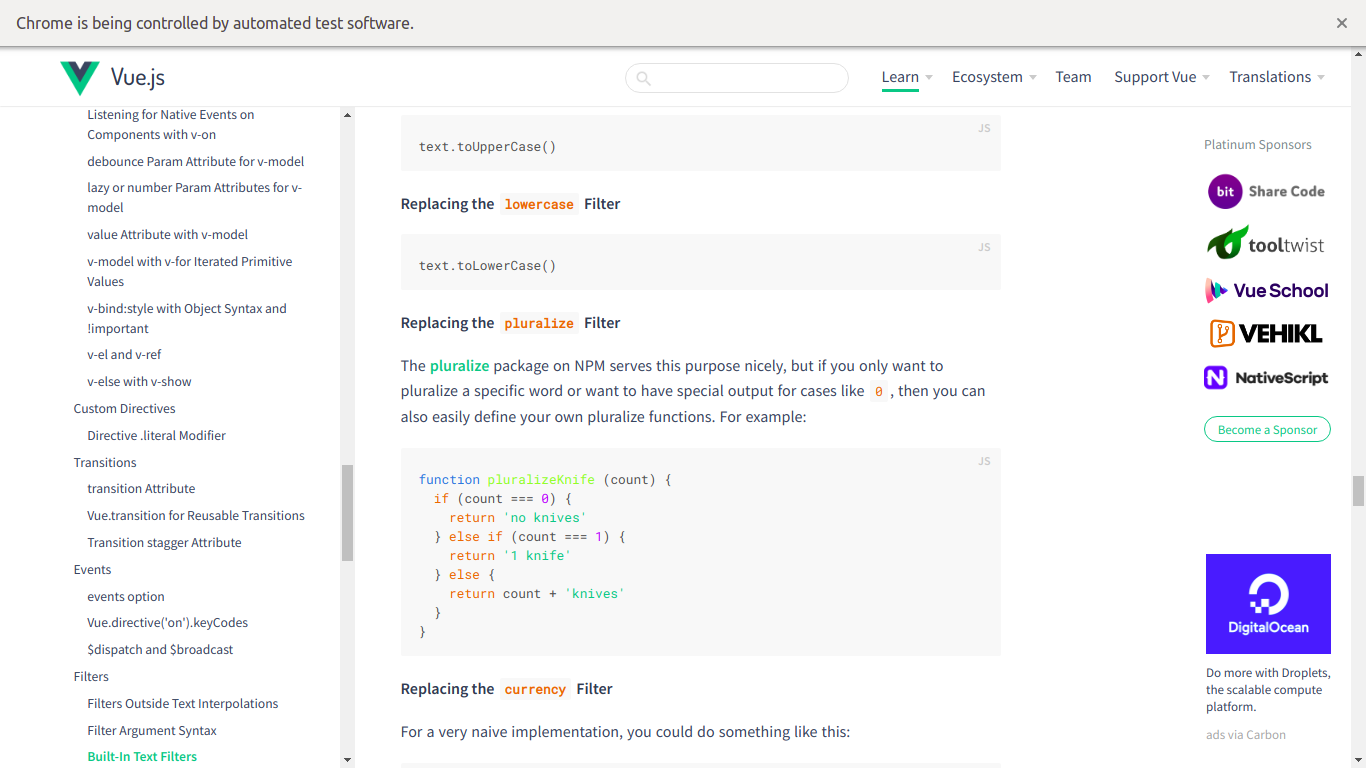 Chrome is being controlled by automated test software.
Vue.js
Learn
Ecosystem
Team
Support Vue
Translations
Listening for Native Events on
Components with v-on
debounce Param Attribute for v-model
lazy or number Param Attributes for v-
model
value Attribute with v-model
v-model with v-for Iterated Primitive
Values
v-bind:style with Object Syntax and
!important
v-el and v-ref
v-else with v-show
Custom Directives
Directive .literal Modifier
Transitions
transition Attribute
Vue.transition for Reusable Transitions
Transition stagger Attribute
Events
events option
Vue.directive('on').keyCodes
$dispatch and $broadcast
Filters
Filters Outside Text Interpolations
Filter Argument Syntax
Built-In Text Filters
JS
text.toUpperCase()
Replacing the lowercase Filter
JS
text.toLowerCase()
Replacing the pluralize Filter
The pluralize package on NPM serves this purpose nicely, but if you only want to
pluralize a specific word or want to have special output for cases like 0 , then you can
also easily define your own pluralize functions. For example:
JS
function pluralizeKnife (count) {
  if (count === 0) {
    return 'no knives'
  } else if (count === 1) {
    return '1 knife'
  } else {
    return count + 'knives'
  }
}
Replacing the currency Filter
For a very naive implementation, you could do something like this:
Platinum Sponsors
bit Share Code
tooltwist
Vue School
VEHIKL
NativeScript
Become a Sponsor
DigitalOcean
Do more with Droplets,
the scalable compute
platform.
ads via Carbon